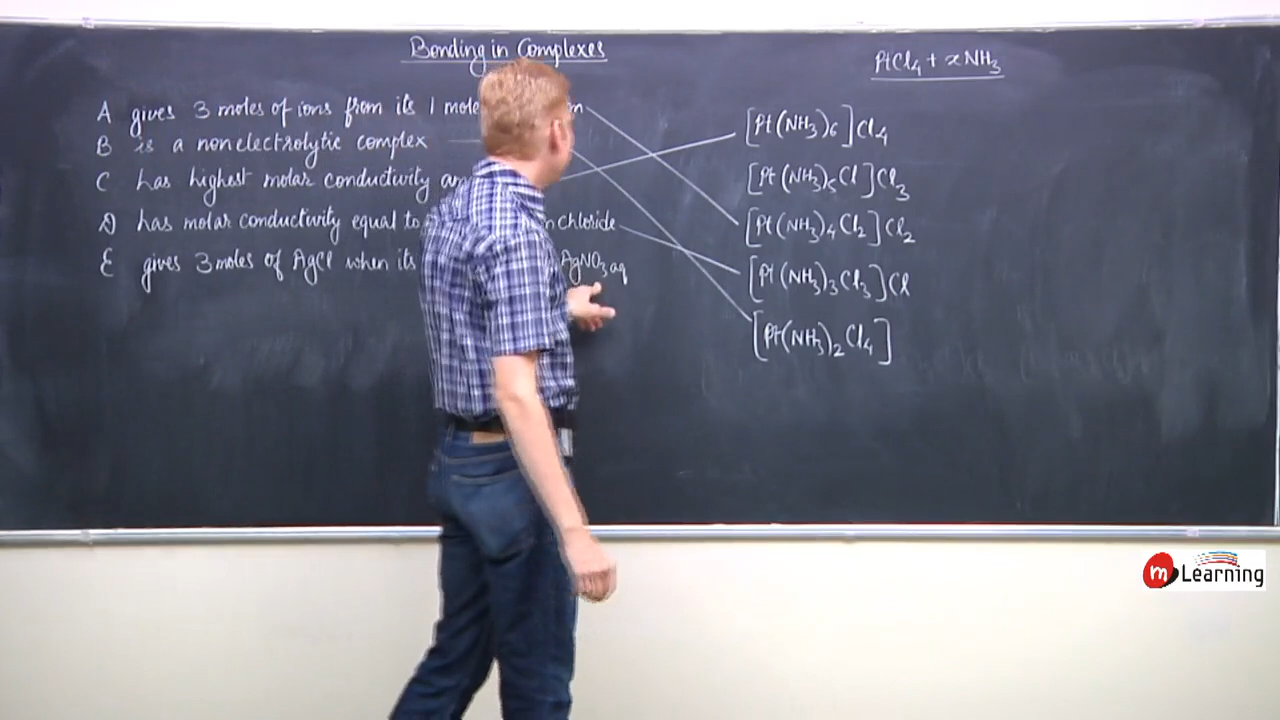 Bonding in Complexes
PtCl4 + xNH3
A gives 3 moles of ions from its 1 mole
B is a nonelectrolytic complex
C has highest molar conductivity
D has molar conductivity equal to chloride
E gives 3 moles of AgCl when its AgNO3 aq
[Pt(NH3)6]Cl4
[Pt(NH3)5Cl]Cl3
[Pt(NH3)4Cl2]Cl2
[Pt(NH3)3Cl3]Cl
[Pt(NH3)2Cl4]
m Learning